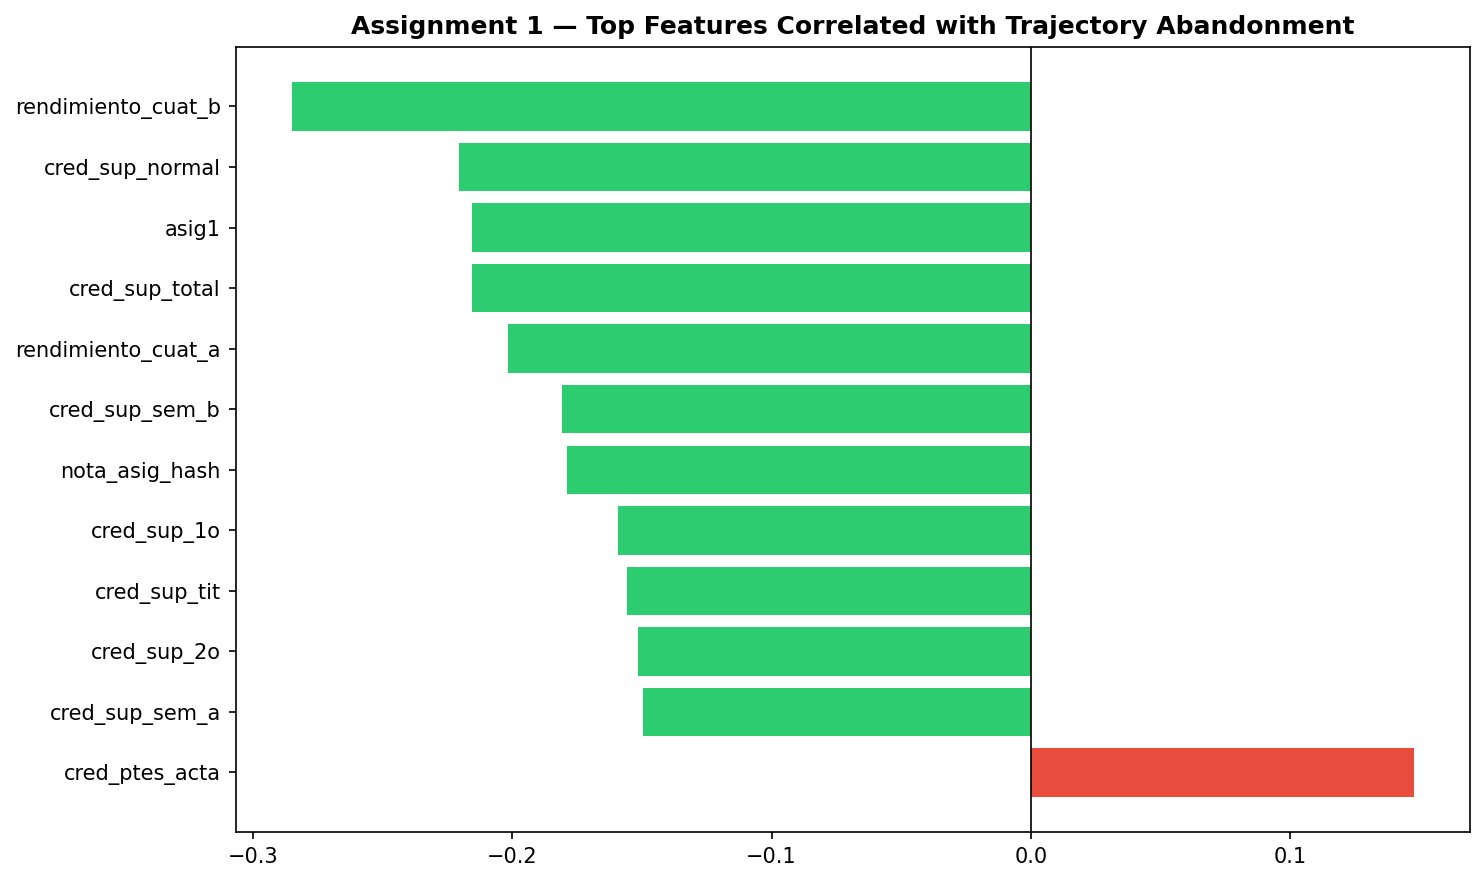 Assignment 1 — Top Features Correlated with Trajectory Abandonment
rendimiento_cuat_b
cred_sup_normal
asig1
cred_sup_total
rendimiento_cuat_a
cred_sup_sem_b
nota_asig_hash
cred_sup_1o
cred_sup_tit
cred_sup_2o
cred_sup_sem_a
cred_ptes_acta
−0.3 −0.2 −0.1 0.0 0.1